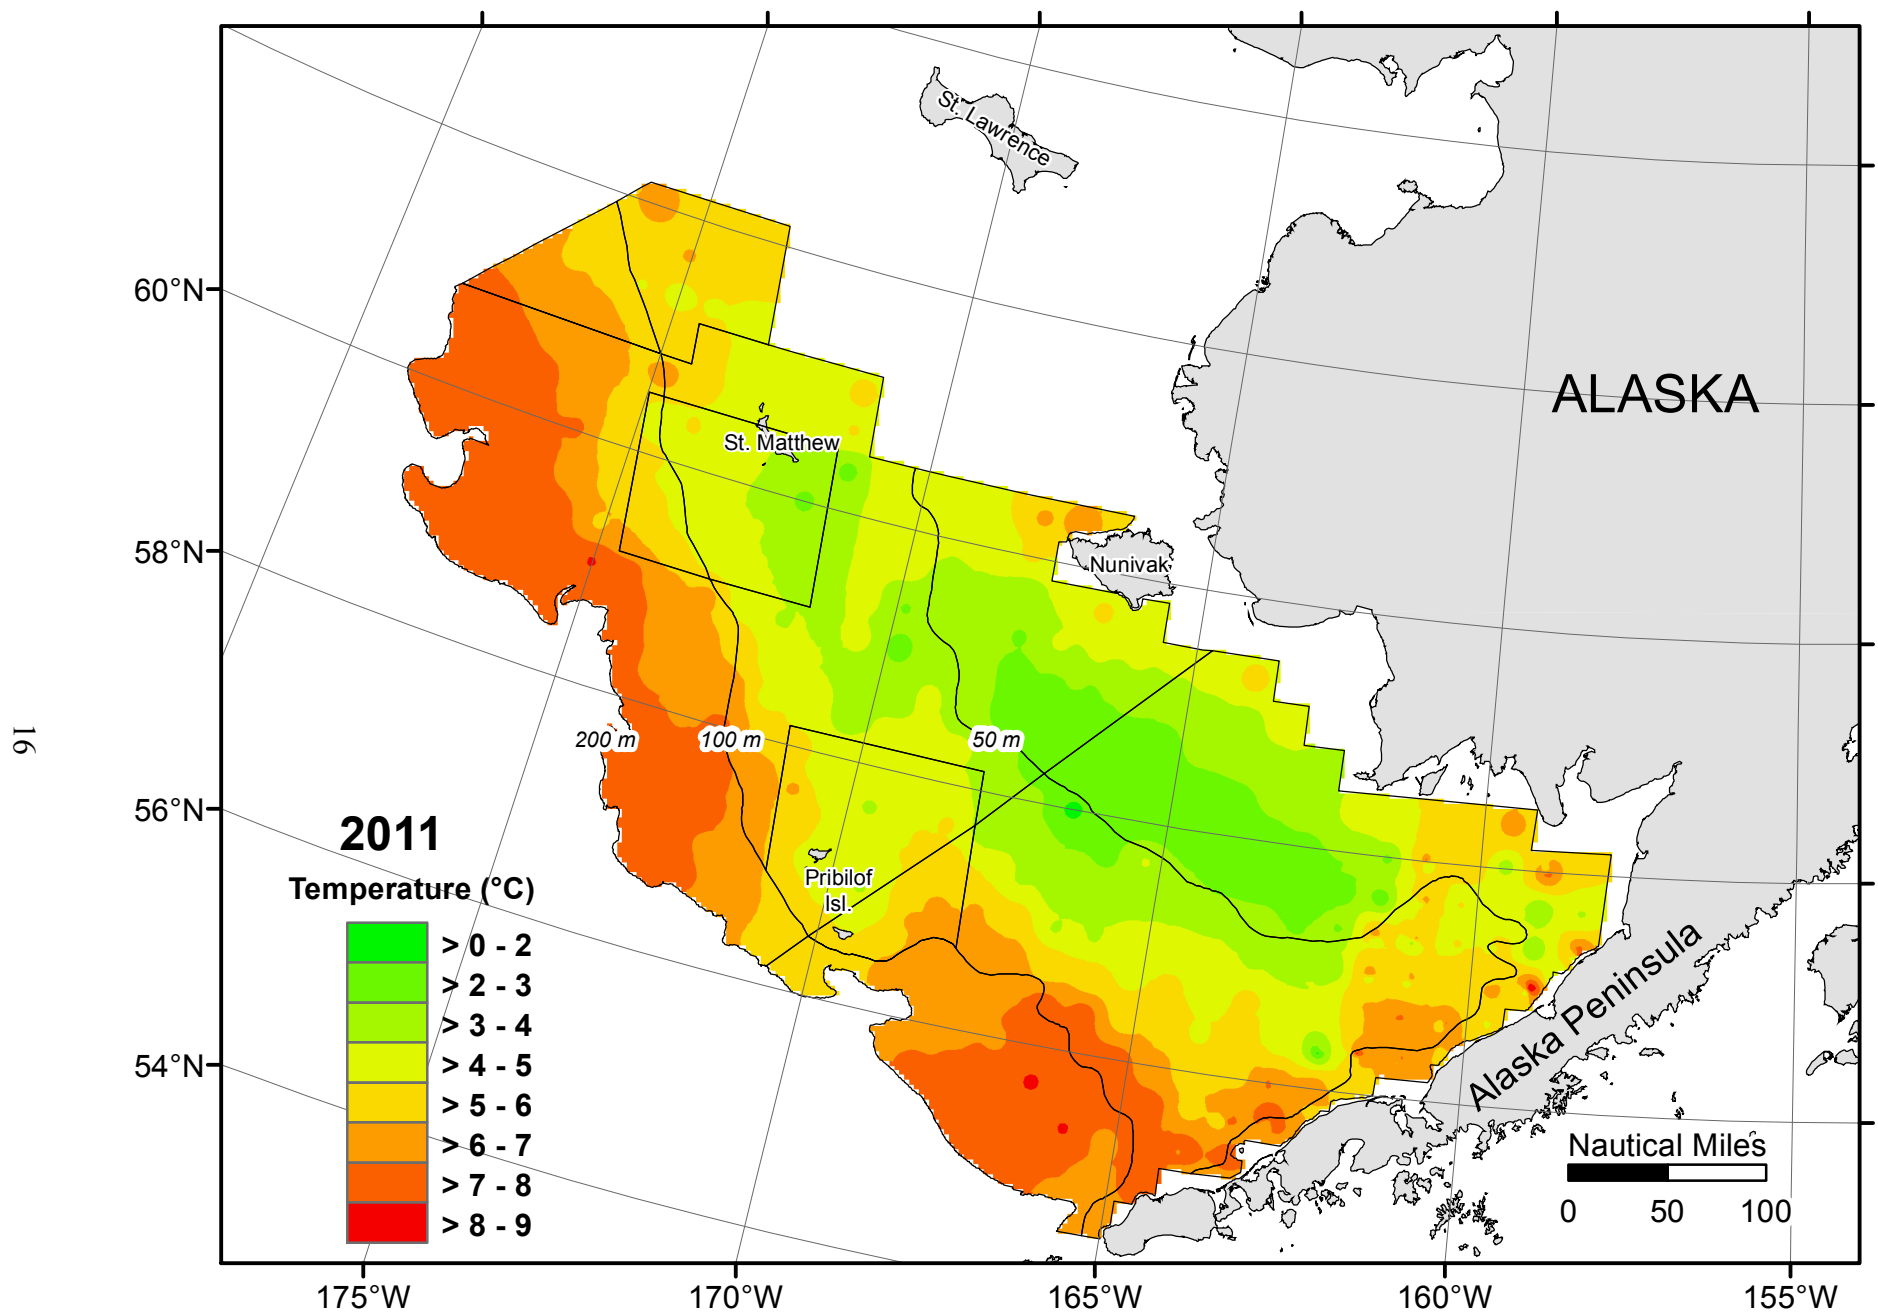 St. Lawrence
60°N
ALASKA
St. Matthew
58°N
Nunivak
16
200 m
100 m
50 m
56°N
2011
Pribilof
Isl.
Temperature (°C)
> 0 - 2
> 2 - 3
> 3 - 4
> 4 - 5
> 5 - 6
> 6 - 7
> 7 - 8
> 8 - 9
54°N
Alaska Peninsula
Nautical Miles
0 50 100
175°W 170°W 165°W 160°W 155°W